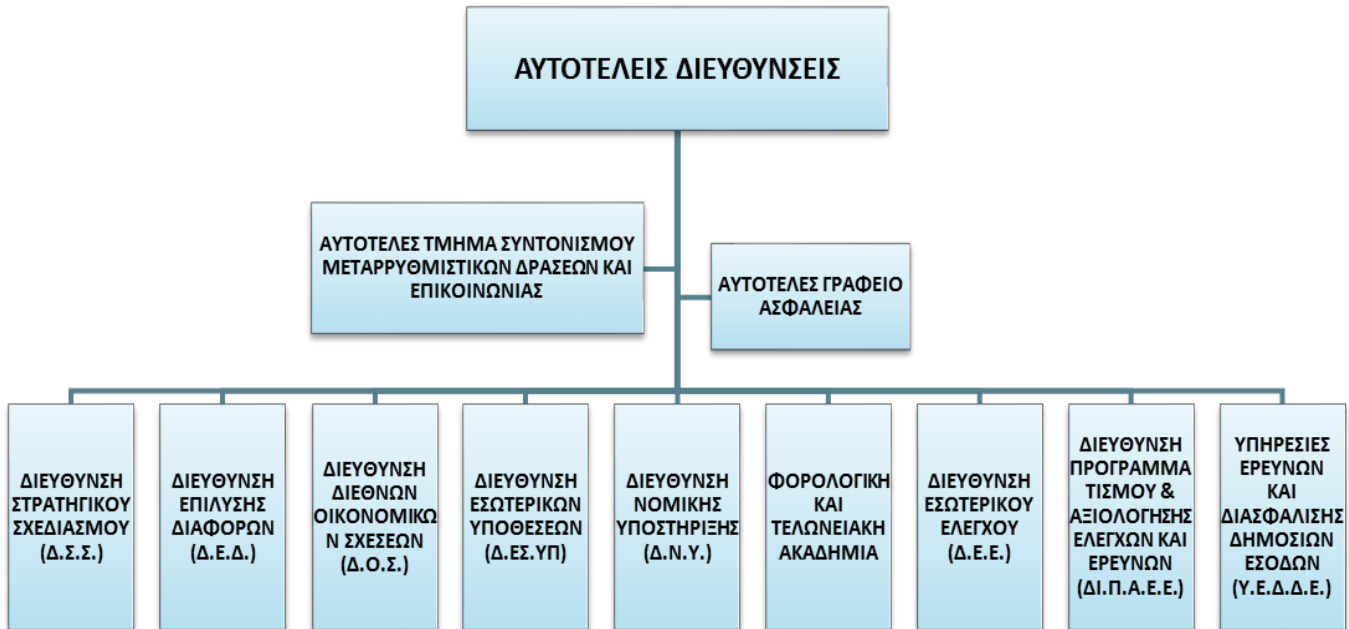 ΑΥΤΟΤΕΛΕΙΣ ΔΙΕΥΘΥΝΣΕΙΣ
ΑΥΤΟΤΕΛΕΣ ΤΜΗΜΑ ΣΥΝΤΟΝΙΣΜΟΥ
ΜΕΤΑΡΡΥΘΜΙΣΤΙΚΩΝ ΔΡΑΣΕΩΝ ΚΑΙ
ΕΠΙΚΟΙΝΩΝΙΑΣ
ΑΥΤΟΤΕΛΕΣ ΓΡΑΦΕΙΟ
ΑΣΦΑΛΕΙΑΣ
ΔΙΕΥΘΥΝΣΗ
ΣΤΡΑΤΗΓΙΚΟΥ
ΣΧΕΔΙΑΣΜΟΥ
(Δ.Σ.Σ.)
ΔΙΕΥΘΥΝΣΗ
ΕΠΙΛΥΣΗΣ
ΔΙΑΦΟΡΩΝ
(Δ.Ε.Δ.)
ΔΙΕΥΘΥΝΣΗ
ΔΙΕΘΝΩΝ
ΟΙΚΟΝΟΜΙΚΩ
Ν ΣΧΕΣΕΩΝ
(Δ.Ο.Σ.)
ΔΙΕΥΘΥΝΣΗ
ΕΣΩΤΕΡΙΚΩΝ
ΥΠΟΘΕΣΕΩΝ
(Δ.ΕΣ.ΥΠ)
ΔΙΕΥΘΥΝΣΗ
ΝΟΜΙΚΗΣ
ΥΠΟΣΤΗΡΙΞΗΣ
(Δ.Ν.Υ.)
ΦΟΡΟΛΟΓΙΚΗ
ΚΑΙ
ΤΕΛΩΝΕΙΑΚΗ
ΑΚΑΔΗΜΙΑ
ΔΙΕΥΘΥΝΣΗ
ΕΣΩΤΕΡΙΚΟΥ
ΕΛΕΓΧΟΥ
(Δ.Ε.Ε.)
ΔΙΕΥΘΥΝΣΗ
ΠΡΟΓΡΑΜΜΑ
ΤΙΣΜΟΥ &
ΑΞΙΟΛΟΓΗΣΗΣ
ΕΛΕΓΧΩΝ ΚΑΙ
ΕΡΕΥΝΩΝ
(ΔΙ.Π.Α.Ε.Ε.)
ΥΠΗΡΕΣΙΕΣ
ΕΡΕΥΝΩΝ
ΚΑΙ
ΔΙΑΣΦΑΛΙΣΗΣ
ΔΗΜΟΣΙΩΝ
ΕΣΟΔΩΝ
(Υ.Ε.Δ.Δ.Ε.)